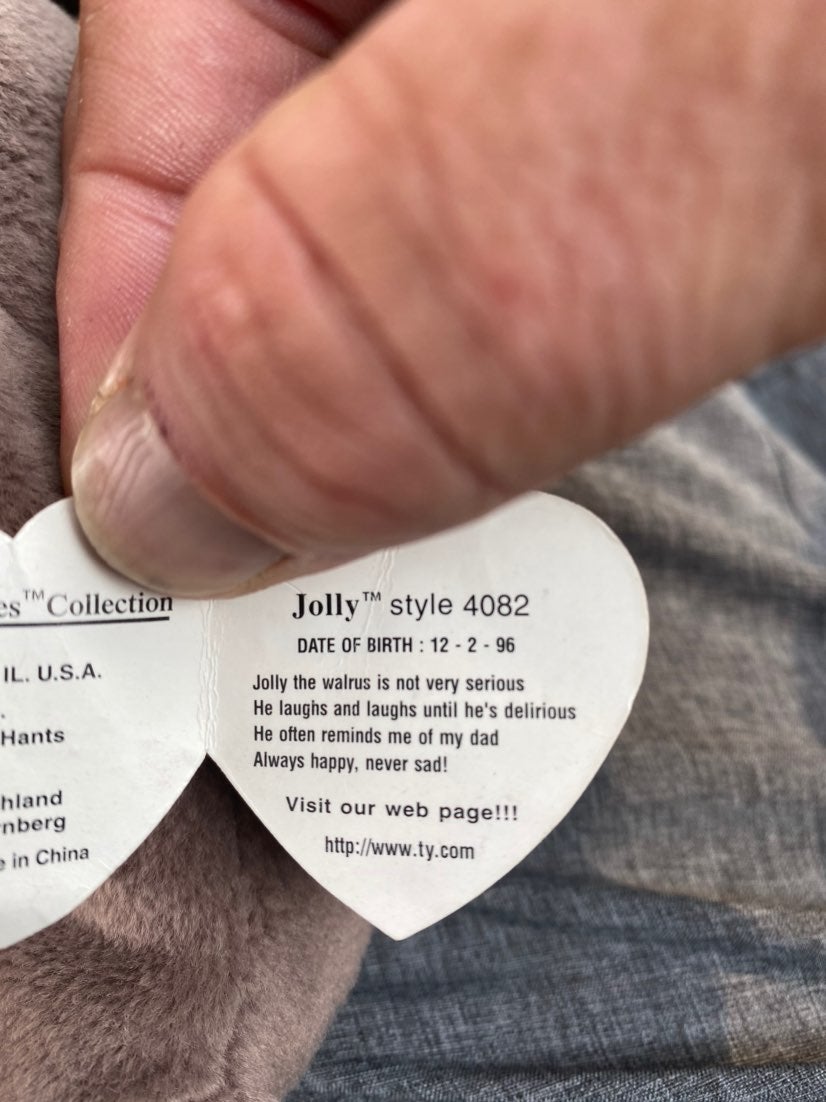 es™Collection
IL. U.S.A.
.
Hants
hland
nberg
e in China
Jolly™ style 4082
DATE OF BIRTH : 12 - 2 - 96
Jolly the walrus is not very serious
He laughs and laughs until he's delirious
He often reminds me of my dad
Always happy, never sad!
Visit our web page!!!
http://www.ty.com